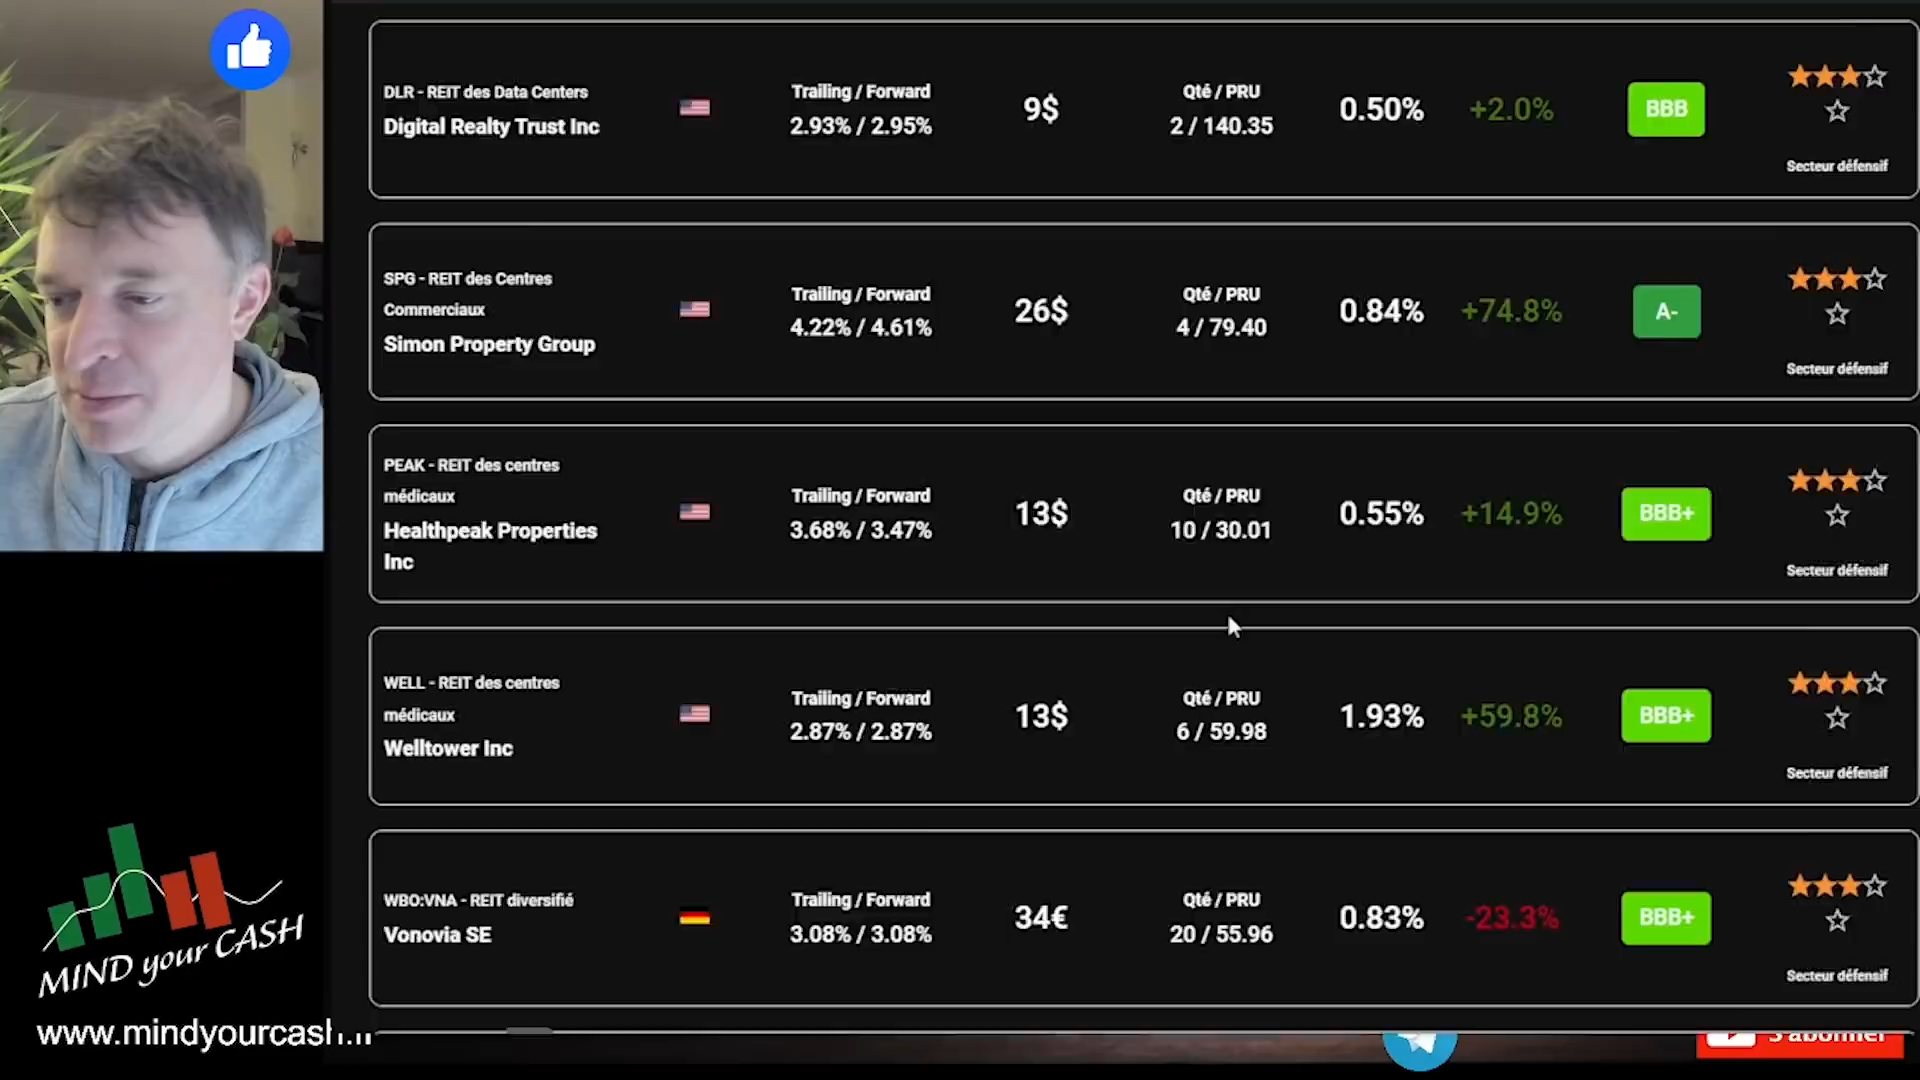 DLR - REIT des Data Centers
Digital Realty Trust Inc
Trailing / Forward
2.93% / 2.95%
9$
Qté / PRU
2 / 140.35
0.50%
+2.0%
BBB
Secteur défensif
SPG - REIT des Centres
Commerciaux
Simon Property Group
Trailing / Forward
4.22% / 4.61%
26$
Qté / PRU
4 / 79.40
0.84%
+74.8%
A-
Secteur défensif
PEAK - REIT des centres
médicaux
Healthpeak Properties
Inc
Trailing / Forward
3.68% / 3.47%
13$
Qté / PRU
10 / 30.01
0.55%
+14.9%
BBB+
Secteur défensif
WELL - REIT des centres
médicaux
Welltower Inc
Trailing / Forward
2.87% / 2.87%
13$
Qté / PRU
6 / 59.98
1.93%
+59.8%
BBB+
Secteur défensif
WBO:VNA - REIT diversifié
Vonovia SE
Trailing / Forward
3.08% / 3.08%
34€
Qté / PRU
20 / 55.96
0.83%
-23.3%
BBB+
Secteur défensif
MIND your CASH
www.mindyourcash
S'abonner